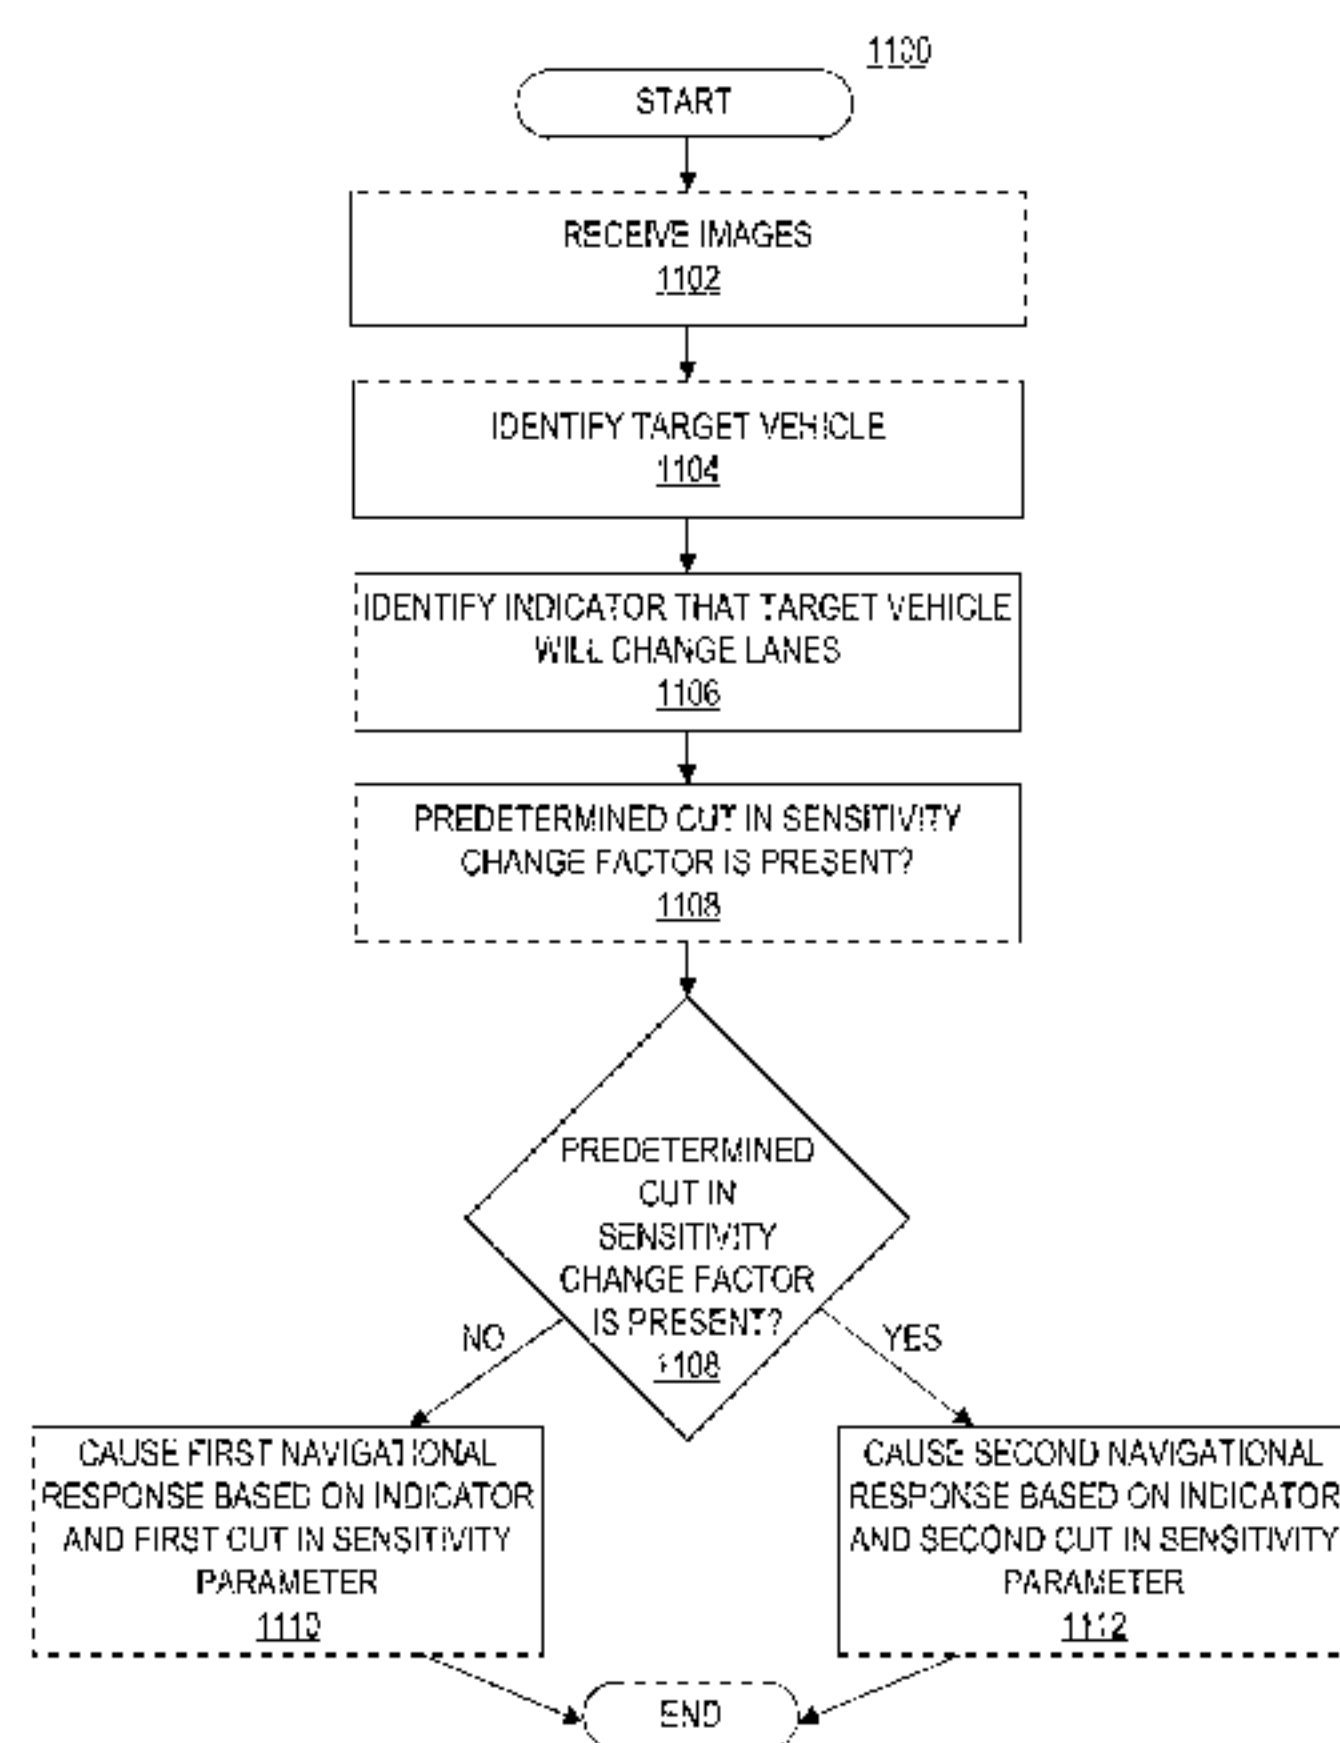 1100
START
RECEIVE IMAGES
1102
IDENTIFY TARGET VEHICLE
1104
IDENTIFY INDICATOR THAT TARGET VEHICLE
WILL CHANGE LANES
1106
PREDETERMINED CUT IN SENSITIVITY
CHANGE FACTOR IS PRESENT?
1108
PREDETERMINED
CUT IN
SENSITIVITY
CHANGE FACTOR
IS PRESENT?
1108
NO
YES
CAUSE FIRST NAVIGATIONAL
RESPONSE BASED ON INDICATOR
AND FIRST CUT IN SENSITIVITY
PARAMETER
1110
CAUSE SECOND NAVIGATIONAL
RESPONSE BASED ON INDICATOR
AND SECOND CUT IN SENSITIVITY
PARAMETER
1112
END